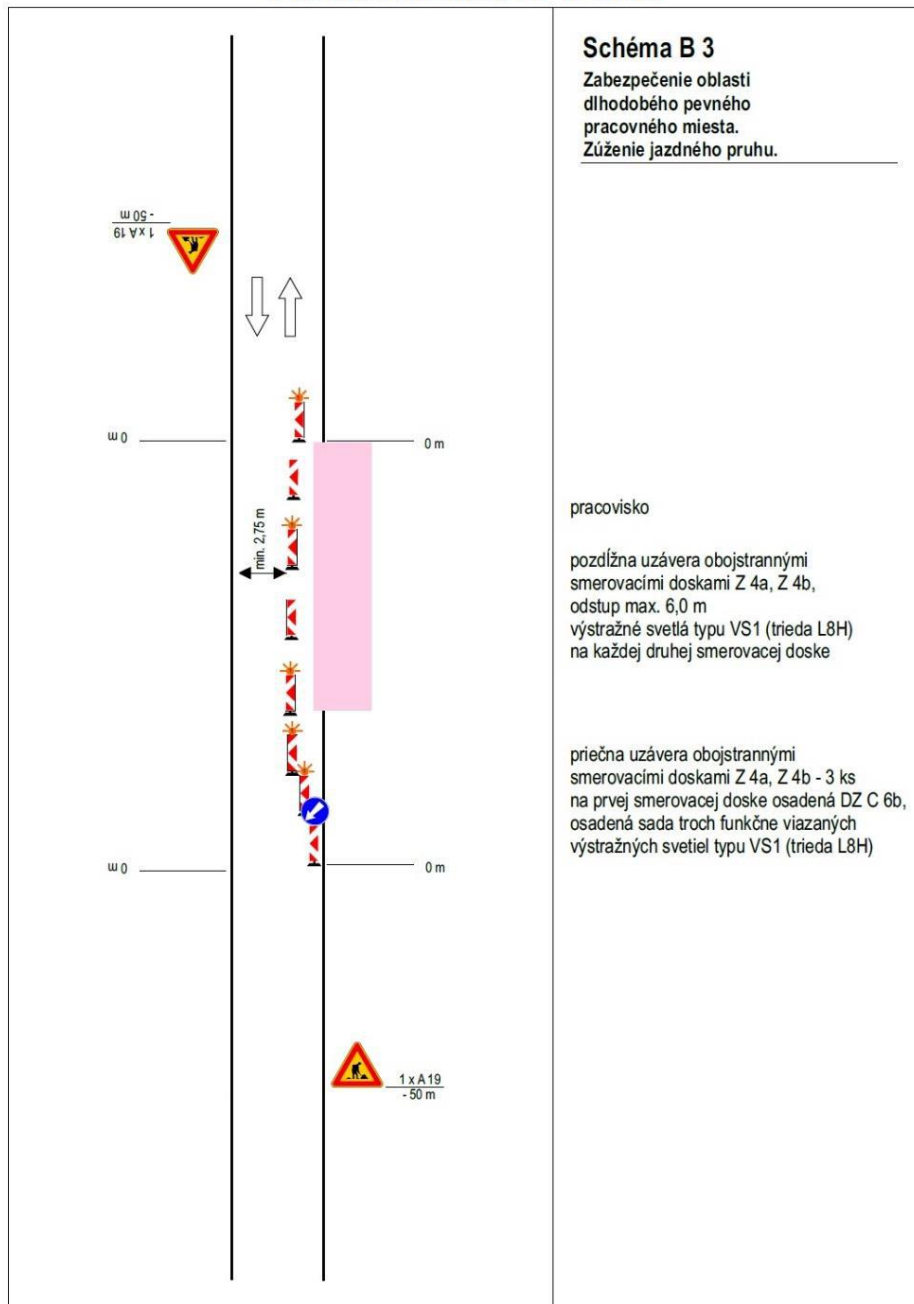 Schéma B 3
Zabezpečenie oblasti
dlhodobého pevného
pracovného miesta.
Zúženie jazdného pruhu.
1 x A 19
- 50 m
0 m
0 m
min. 2,75 m
pracovisko
pozdĺžna uzávera obojstrannými
smerovacími doskami Z 4a, Z 4b,
odstup max. 6,0 m
výstražné svetlá typu VS1 (trieda L8H)
na každej druhej smerovacej doske
priečna uzávera obojstrannými
smerovacími doskami Z 4a, Z 4b - 3 ks
na prvej smerovacej doske osadená DZ C 6b,
osadená sada troch funkčne viazaných
výstražných svetiel typu VS1 (trieda L8H)
0 m
0 m
1 x A 19
- 50 m